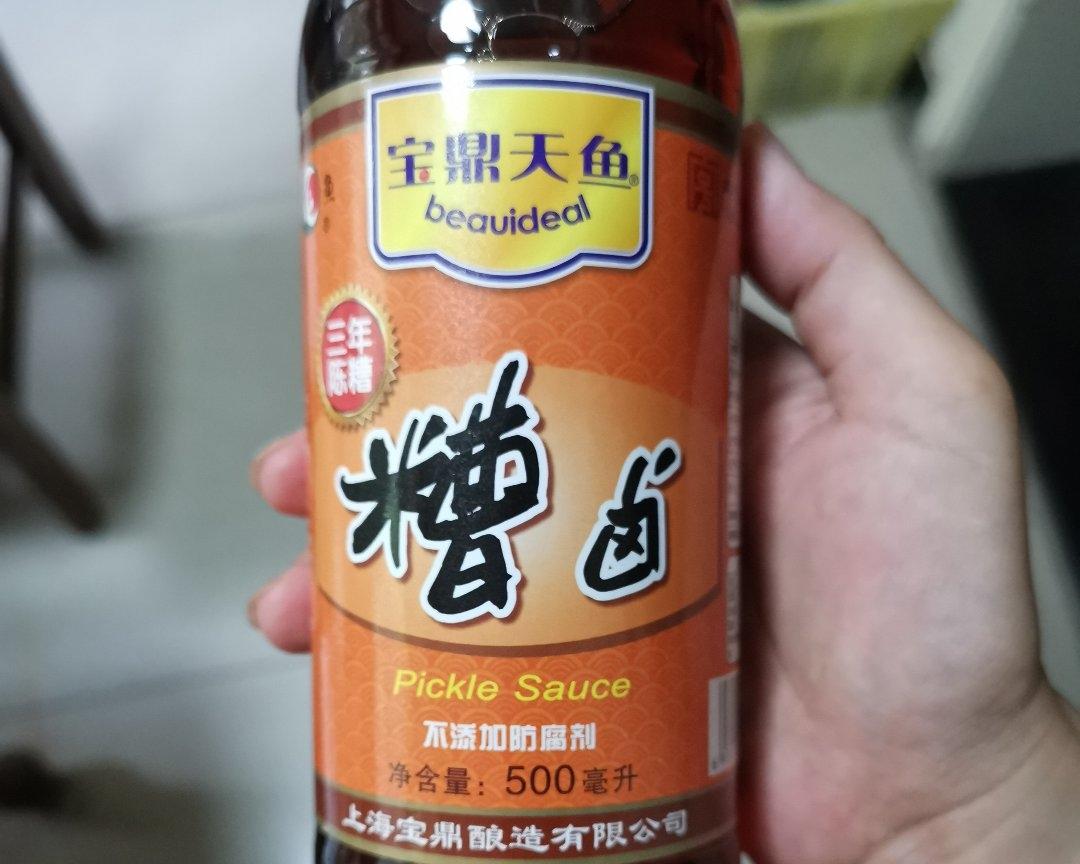 宝鼎天鱼®
beauideal
三年
陈糟
糟卤
Pickle Sauce
不添加防腐剂
净含量：500毫升
上海宝鼎酿造有限公司